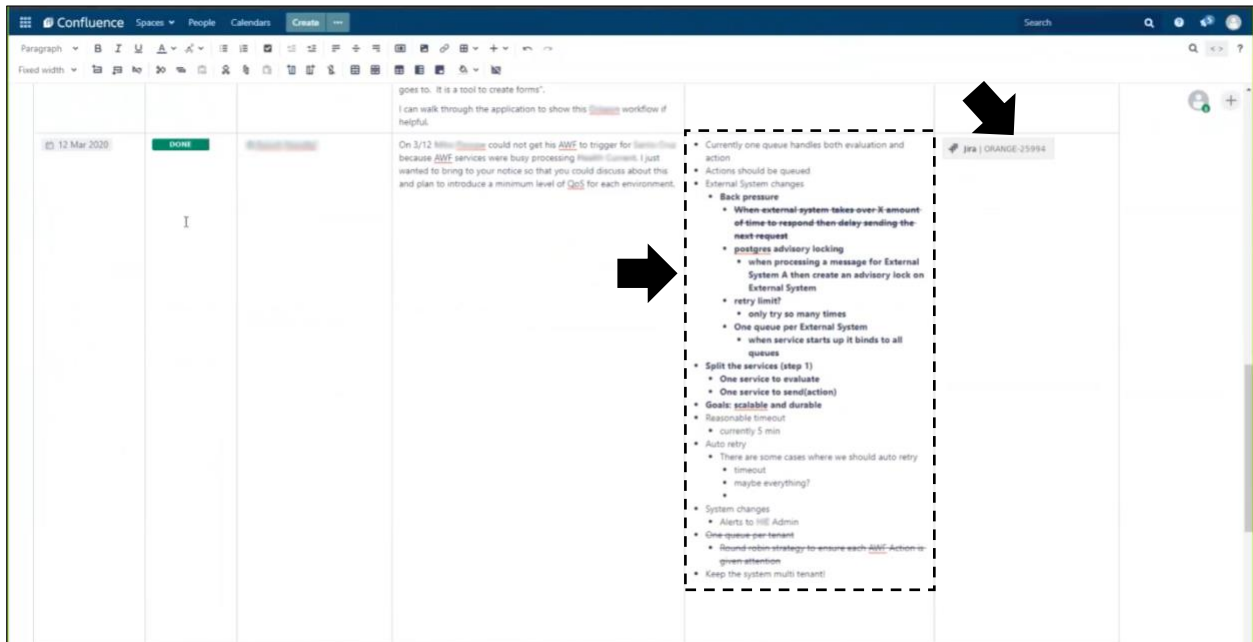 Confluence Spaces People Calendars Create ··· Search
Paragraph B I U A
Fixed width
goes to. It is a tool to create forms".
I can walk through the application to show this workflow if
helpful.
12 Mar 2020
DONE
On 3/12 could not get his AWF to trigger for
because AWF services were busy processing I just
wanted to bring to your notice so that you could discuss about this
and plan to introduce a minimum level of QoS for each environment.
• Currently one queue handles both evaluation and
action
• Actions should be queued
• External System changes
• Back pressure
• When external system takes over X amount
of time to respond then delay sending the
next request
• postgres advisory locking
• when processing a message for External
System A then create an advisory lock on
External System
• retry limit?
• only try so many times
• One queue per External System
• when service starts up it binds to all
queues
• Split the services (step 1)
• One service to evaluate
• One service to send(action)
• Goals: scalable and durable
• Reasonable timeout
• currently 5 min
• Auto retry
• There are some cases where we should auto retry
• timeout
• maybe everything?
•
• System changes
• Alerts to HIE Admin
• One queue per tenant
• Round robin strategy to ensure each AWF Action is
given attention
• Keep the system multi tenant!
Jira | ORANGE-25994